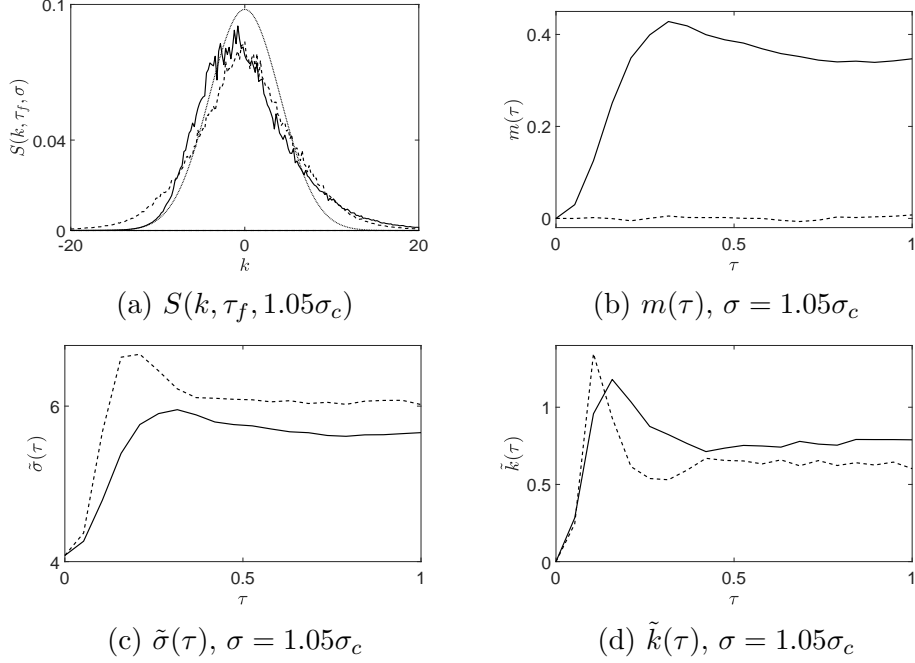 0.1
0.04
0
-20 0 20
S(k, τ_f, σ)
k
(a) S(k, τ_f, 1.05σ_c)
0.4
0.2
0
0 0.5 1
m(τ)
τ
(b) m(τ), σ = 1.05σ_c
6
4
0 0.5 1
σ̃(τ)
τ
(c) σ̃(τ), σ = 1.05σ_c
1
0.5
0
0 0.5 1
k̃(τ)
τ
(d) k̃(τ), σ = 1.05σ_c